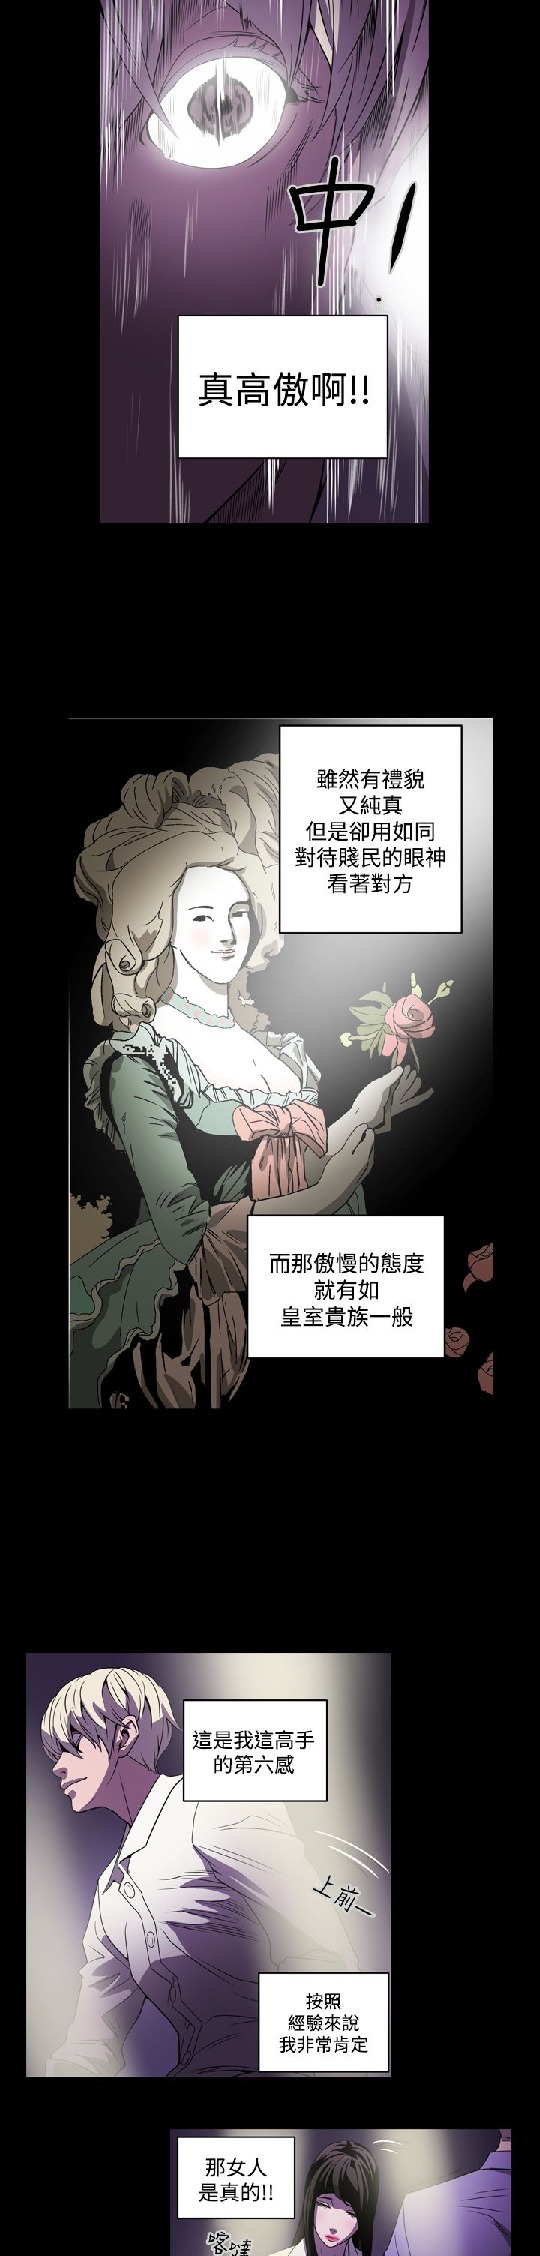 中!
真高傲啊!!
雖然有禮貌
又純真
但是卻用如同
對待賤民的眼神
看著對方
而那傲慢的態度
就有如
皇室貴族一般
這是我這高手
的第六感
上前—
按照
經驗來說
我非常肯定
那女人
是真的!!
喀噠